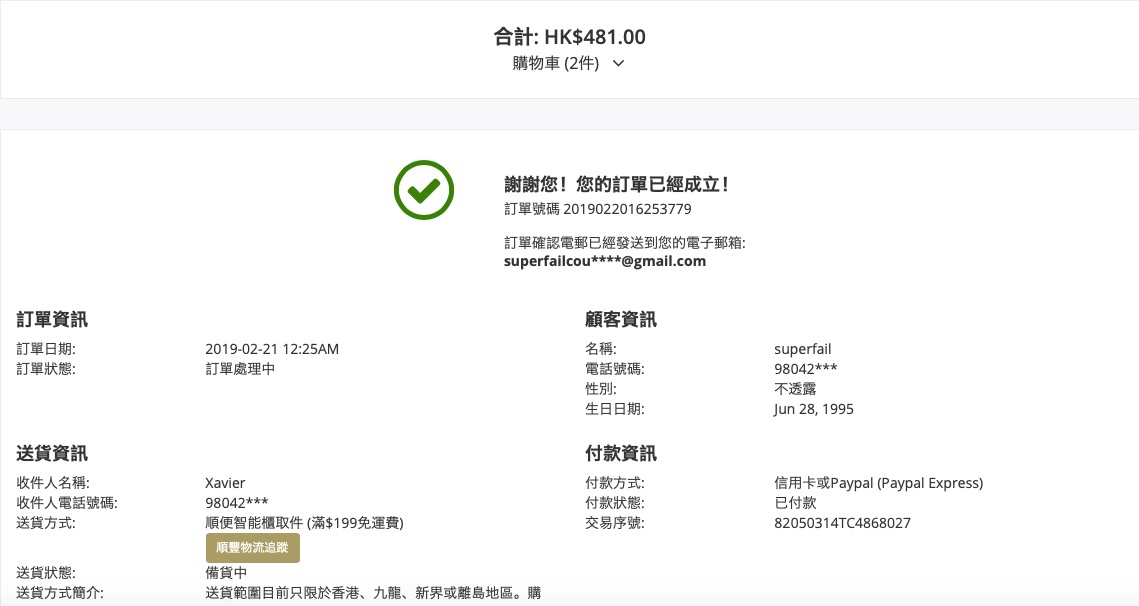 合計: HK$481.00
購物車 (2件)
謝謝您！您的訂單已經成立！
訂單號碼 2019022016253779
訂單確認電郵已經發送到您的電子郵箱:
superfailcou****@gmail.com
訂單資訊
訂單日期: 2019-02-21 12:25AM
訂單狀態: 訂單處理中
顧客資訊
名稱: superfail
電話號碼: 98042***
性別: 不透露
生日日期: Jun 28, 1995
送貨資訊
收件人名稱: Xavier
收件人電話號碼: 98042***
送貨方式: 順便智能櫃取件 (滿$199免運費)
順豐物流追蹤
送貨狀態: 備貨中
送貨方式簡介: 送貨範圍目前只限於香港、九龍、新界或離島地區。購
付款資訊
付款方式: 信用卡或Paypal (Paypal Express)
付款狀態: 已付款
交易序號: 82050314TC4868027